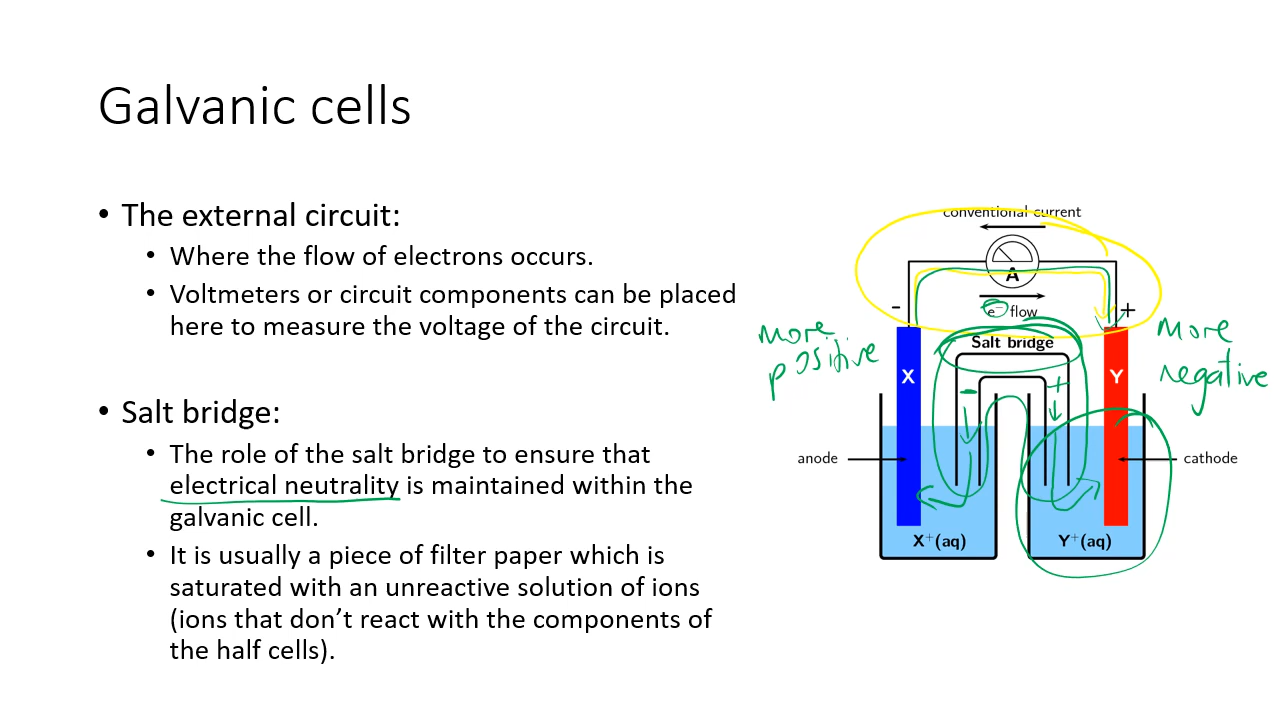 Galvanic cells
• The external circuit:
• Where the flow of electrons occurs.
• Voltmeters or circuit components can be placed
here to measure the voltage of the circuit.
• Salt bridge:
• The role of the salt bridge to ensure that
electrical neutrality is maintained within the
galvanic cell.
• It is usually a piece of filter paper which is
saturated with an unreactive solution of ions
(ions that don’t react with the components of
the half cells).
conventional current
A
- +
e⁻ flow
more
positive
Salt bridge
More
negative
X
Y
- +
anode
cathode
X⁺(aq)
Y⁺(aq)